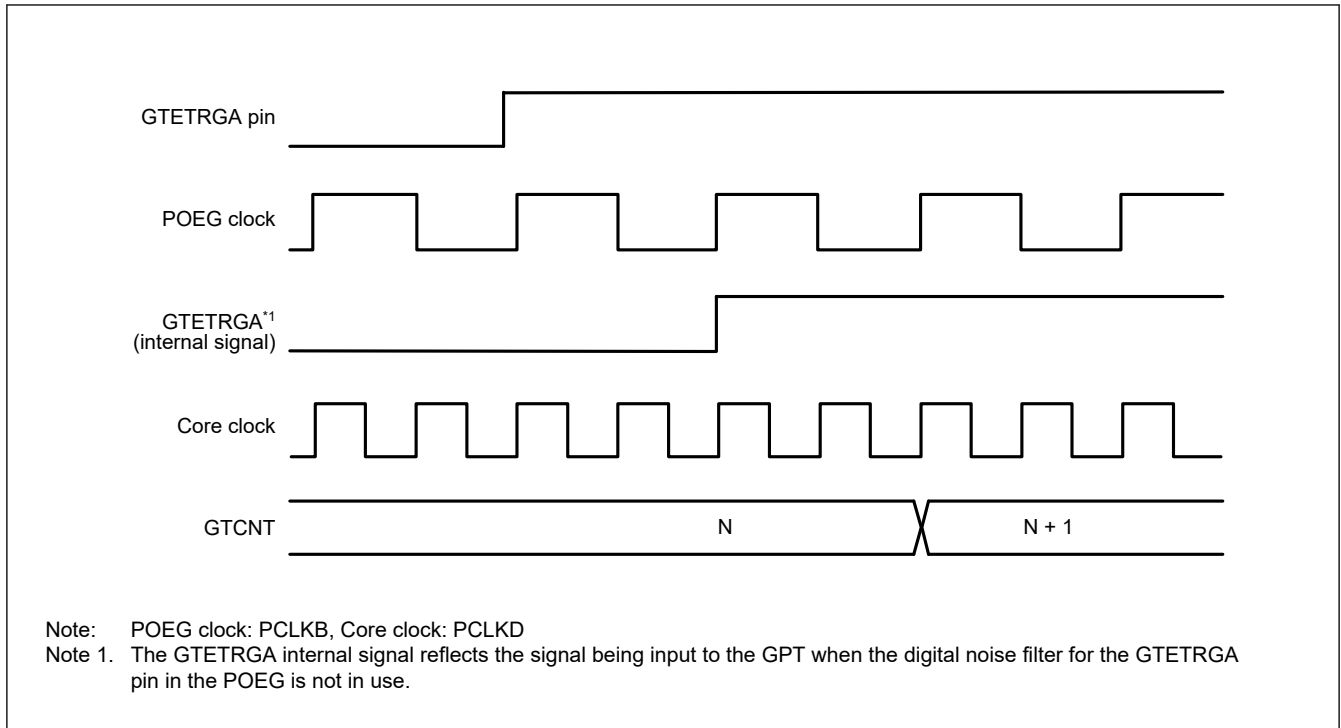 GTETRGA pin
POEG clock
GTETRGA*1
(internal signal)
Core clock
GTCNT
N
N + 1
Note: POEG clock: PCLKB, Core clock: PCLKD
Note 1. The GTETRGA internal signal reflects the signal being input to the GPT when the digital noise filter for the GTETRGA
pin in the POEG is not in use.